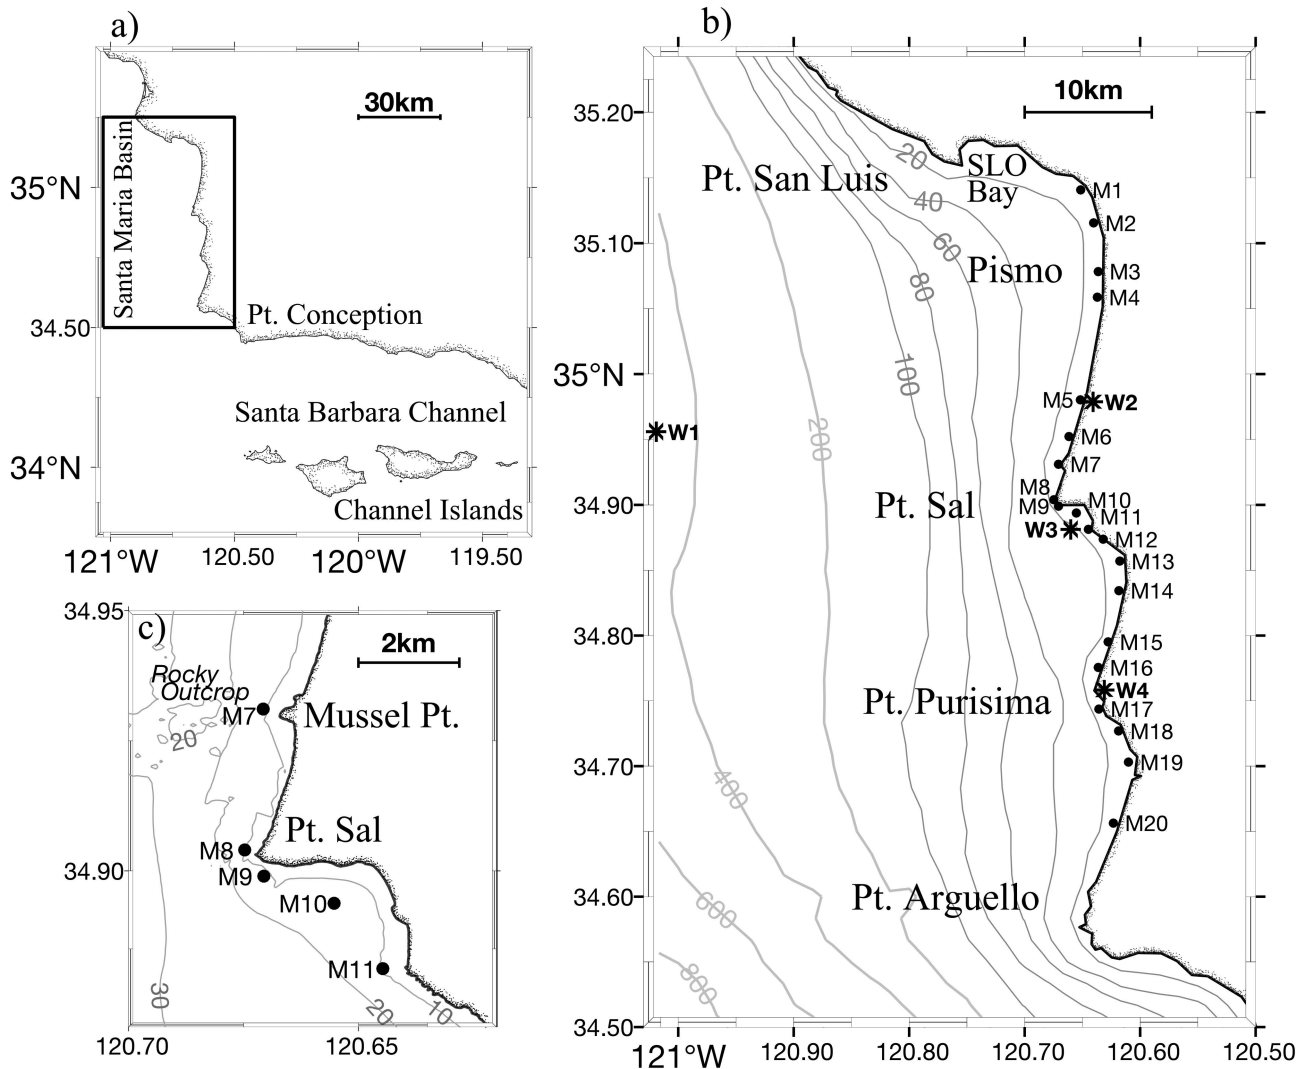 a)
30km
Santa Maria Basin
35°N
34.50
34°N
Pt. Conception
Santa Barbara Channel
Channel Islands
121°W
120.50
120°W
119.50
b)
10km
35.20
35.10
35°N
34.90
34.80
34.70
34.60
34.50
121°W
120.90
120.80
120.70
120.60
120.50
Pt. San Luis
SLO
Bay
Pismo
Pt. Sal
Pt. Purisima
Pt. Arguello
20
40
60
80
100
200
400
600
800
M1
M2
M3
M4
M5
W2
W1
M6
M7
M8
M9
M10
M11
W3
M12
M13
M14
M15
M16
W4
M17
M18
M19
M20
c)
2km
34.95
34.90
120.70
120.65
Rocky
Outcrop
M7
20
Mussel Pt.
Pt. Sal
M8
M9
M10
M11
30
20
10